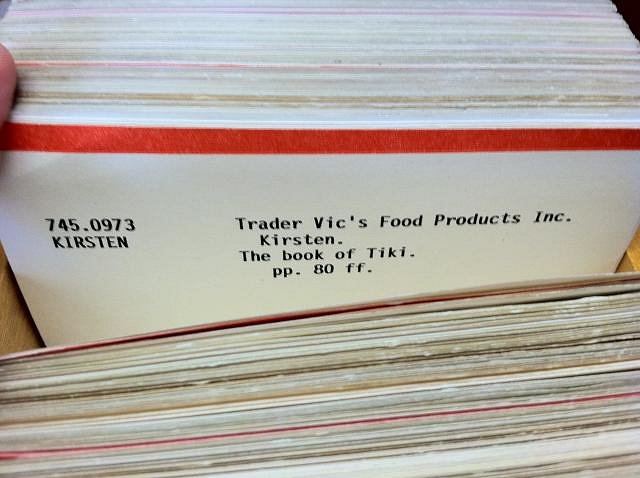 745.0973
KIRSTEN
Trader Vic's Food Products Inc.
Kirsten.
The book of Tiki.
pp. 80 ff.